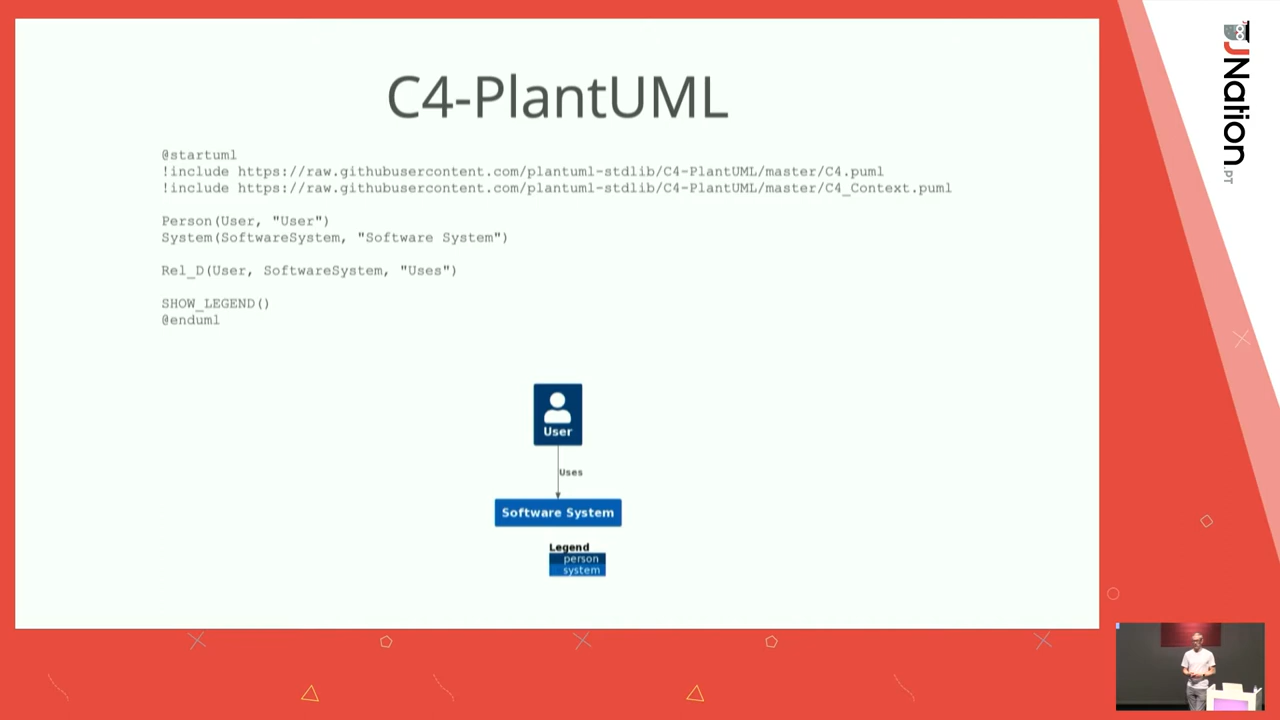 C4-PlantUML
@startuml
!include https://raw.githubusercontent.com/plantuml-stdlib/C4-PlantUML/master/C4.puml
!include https://raw.githubusercontent.com/plantuml-stdlib/C4-PlantUML/master/C4_Context.puml
Person(User, "User")
System(SoftwareSystem, "Software System")
Rel_D(User, SoftwareSystem, "Uses")
SHOW_LEGEND()
@enduml
User
Uses
Software System
Legend
person
system
JNation.PT